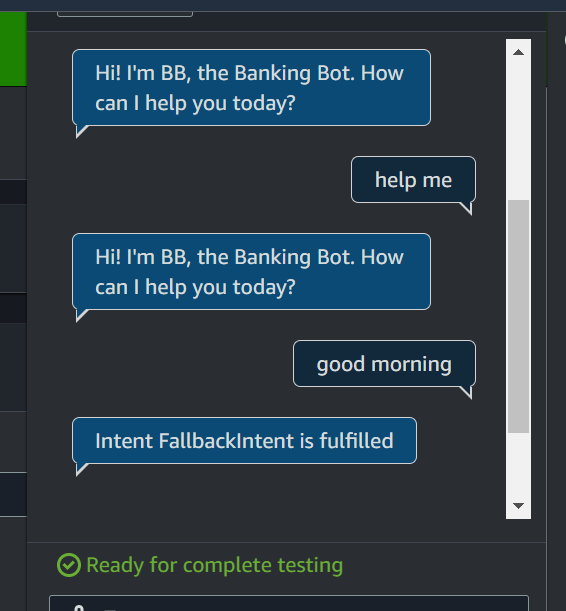 Hi! I'm BB, the Banking Bot. How
can I help you today?
help me
Hi! I'm BB, the Banking Bot. How
can I help you today?
good morning
Intent FallbackIntent is fulfilled
Ready for complete testing